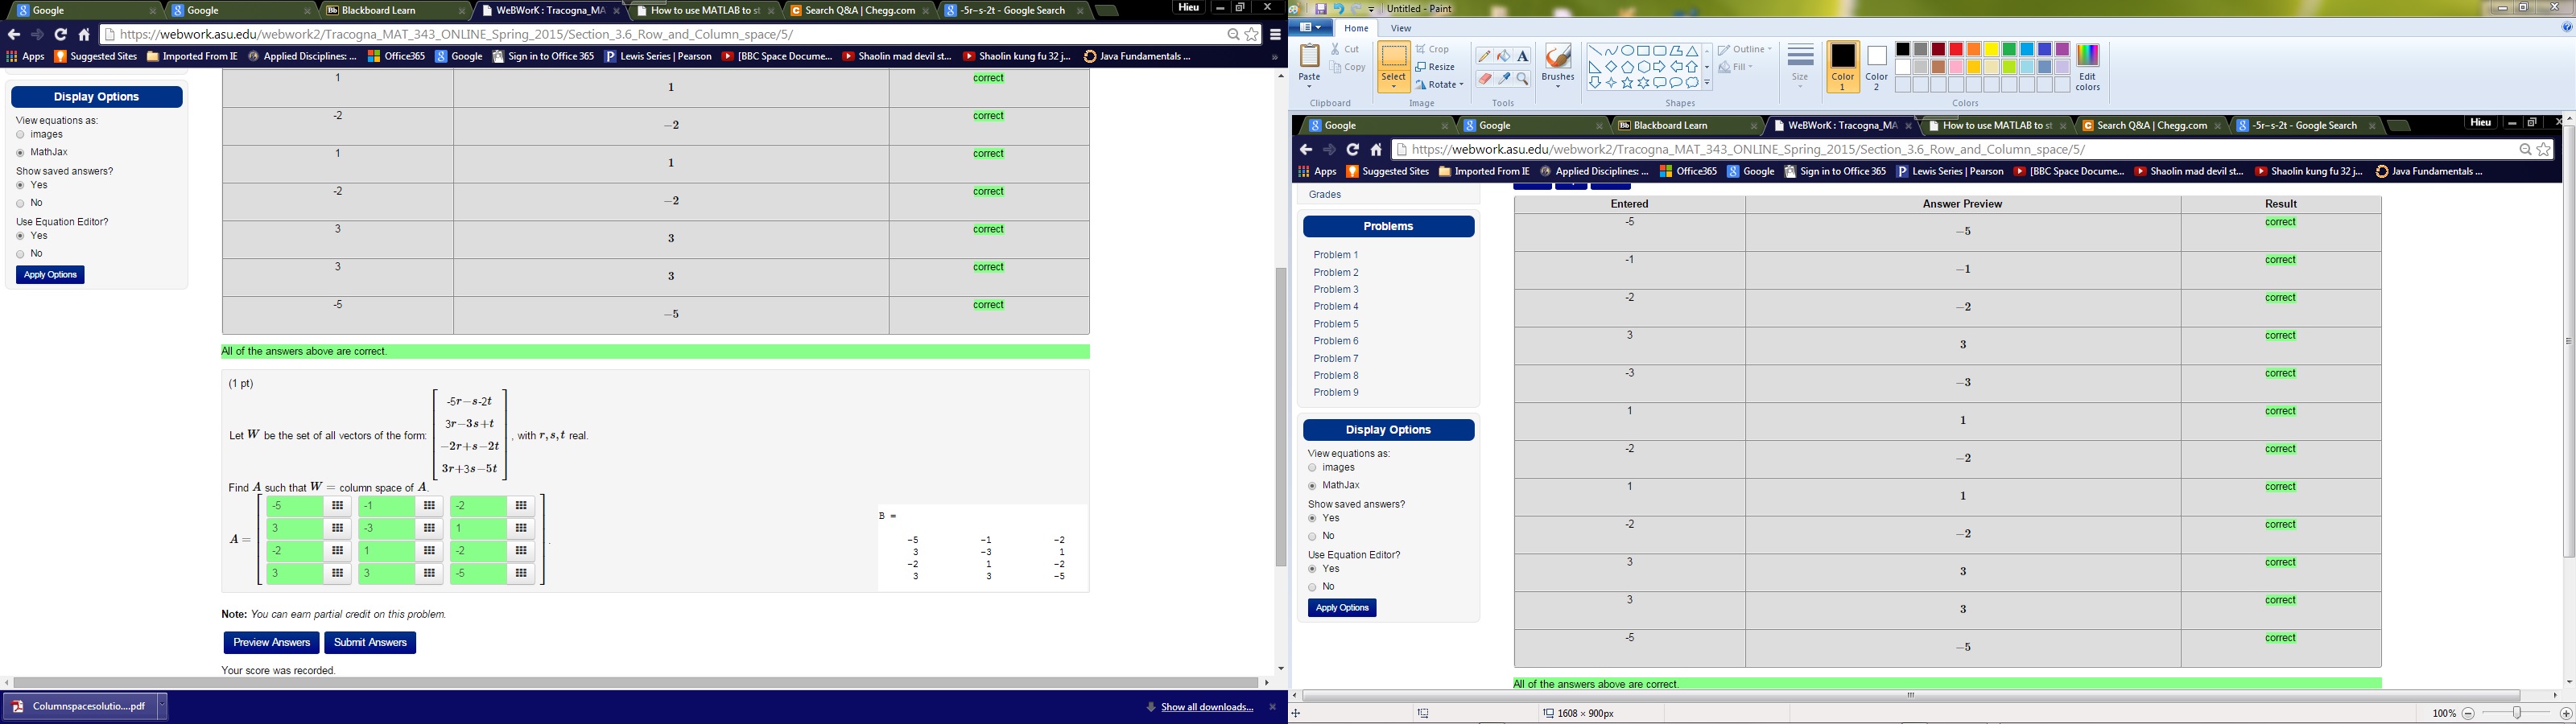 Google
Google
Blackboard Learn
WeBWorK : Tracogna_MA
How to use MATLAB to st
Search Q&A | Chegg.com
-5r−s-2t - Google Search
Hieu
https://webwork.asu.edu/webwork2/Tracogna_MAT_343_ONLINE_Spring_2015/Section_3.6_Row_and_Column_space/5/
Apps
Suggested Sites
Imported From IE
Applied Disciplines: ...
Office365
Google
Sign in to Office 365
Lewis Series | Pearson
[BBC Space Docume...
Shaolin mad devil st...
Shaolin kung fu 32 j...
Java Fundamentals ...
Display Options
View equations as:
images
MathJax
Show saved answers?
Yes
No
Use Equation Editor?
Yes
No
Apply Options
1 1 correct
-2 −2 correct
1 1 correct
-2 −2 correct
3 3 correct
3 3 correct
-5 −5 correct
All of the answers above are correct.
(1 pt)
Let W be the set of all vectors of the form:
-5r−s-2t
3r−3s+t
−2r+s−2t
3r+3s−5t
, with r, s, t real.
Find A such that W = column space of A.
A =
-5 -1 -2
3 -3 1
-2 1 -2
3 3 -5
.
B =
-5 -1 -2
3 -3 1
-2 1 -2
3 3 -5
Note: You can earn partial credit on this problem.
Preview Answers
Submit Answers
Your score was recorded.
Columnspacesolutio....pdf
Show all downloads...
Untitled - Paint
Home
View
Paste
Cut
Copy
Clipboard
Select
Crop
Resize
Rotate
Image
A
Tools
Brushes
Outline
Fill
Shapes
Size
Color
1
Color
2
Edit
colors
Colors
Google
Google
Blackboard Learn
WeBWorK : Tracogna_MA
How to use MATLAB to st
Search Q&A | Chegg.com
-5r−s-2t - Google Search
Hieu
https://webwork.asu.edu/webwork2/Tracogna_MAT_343_ONLINE_Spring_2015/Section_3.6_Row_and_Column_space/5/
Apps
Suggested Sites
Imported From IE
Applied Disciplines: ...
Office365
Google
Sign in to Office 365
Lewis Series | Pearson
[BBC Space Docume...
Shaolin mad devil st...
Shaolin kung fu 32 j...
Java Fundamentals ...
Grades
Problems
Problem 1
Problem 2
Problem 3
Problem 4
Problem 5
Problem 6
Problem 7
Problem 8
Problem 9
Display Options
View equations as:
images
MathJax
Show saved answers?
Yes
No
Use Equation Editor?
Yes
No
Apply Options
Entered Answer Preview Result
-5 −5 correct
-1 −1 correct
-2 −2 correct
3 3 correct
-3 −3 correct
1 1 correct
-2 −2 correct
1 1 correct
-2 −2 correct
3 3 correct
3 3 correct
-5 −5 correct
All of the answers above are correct.
1608 × 900px
100%